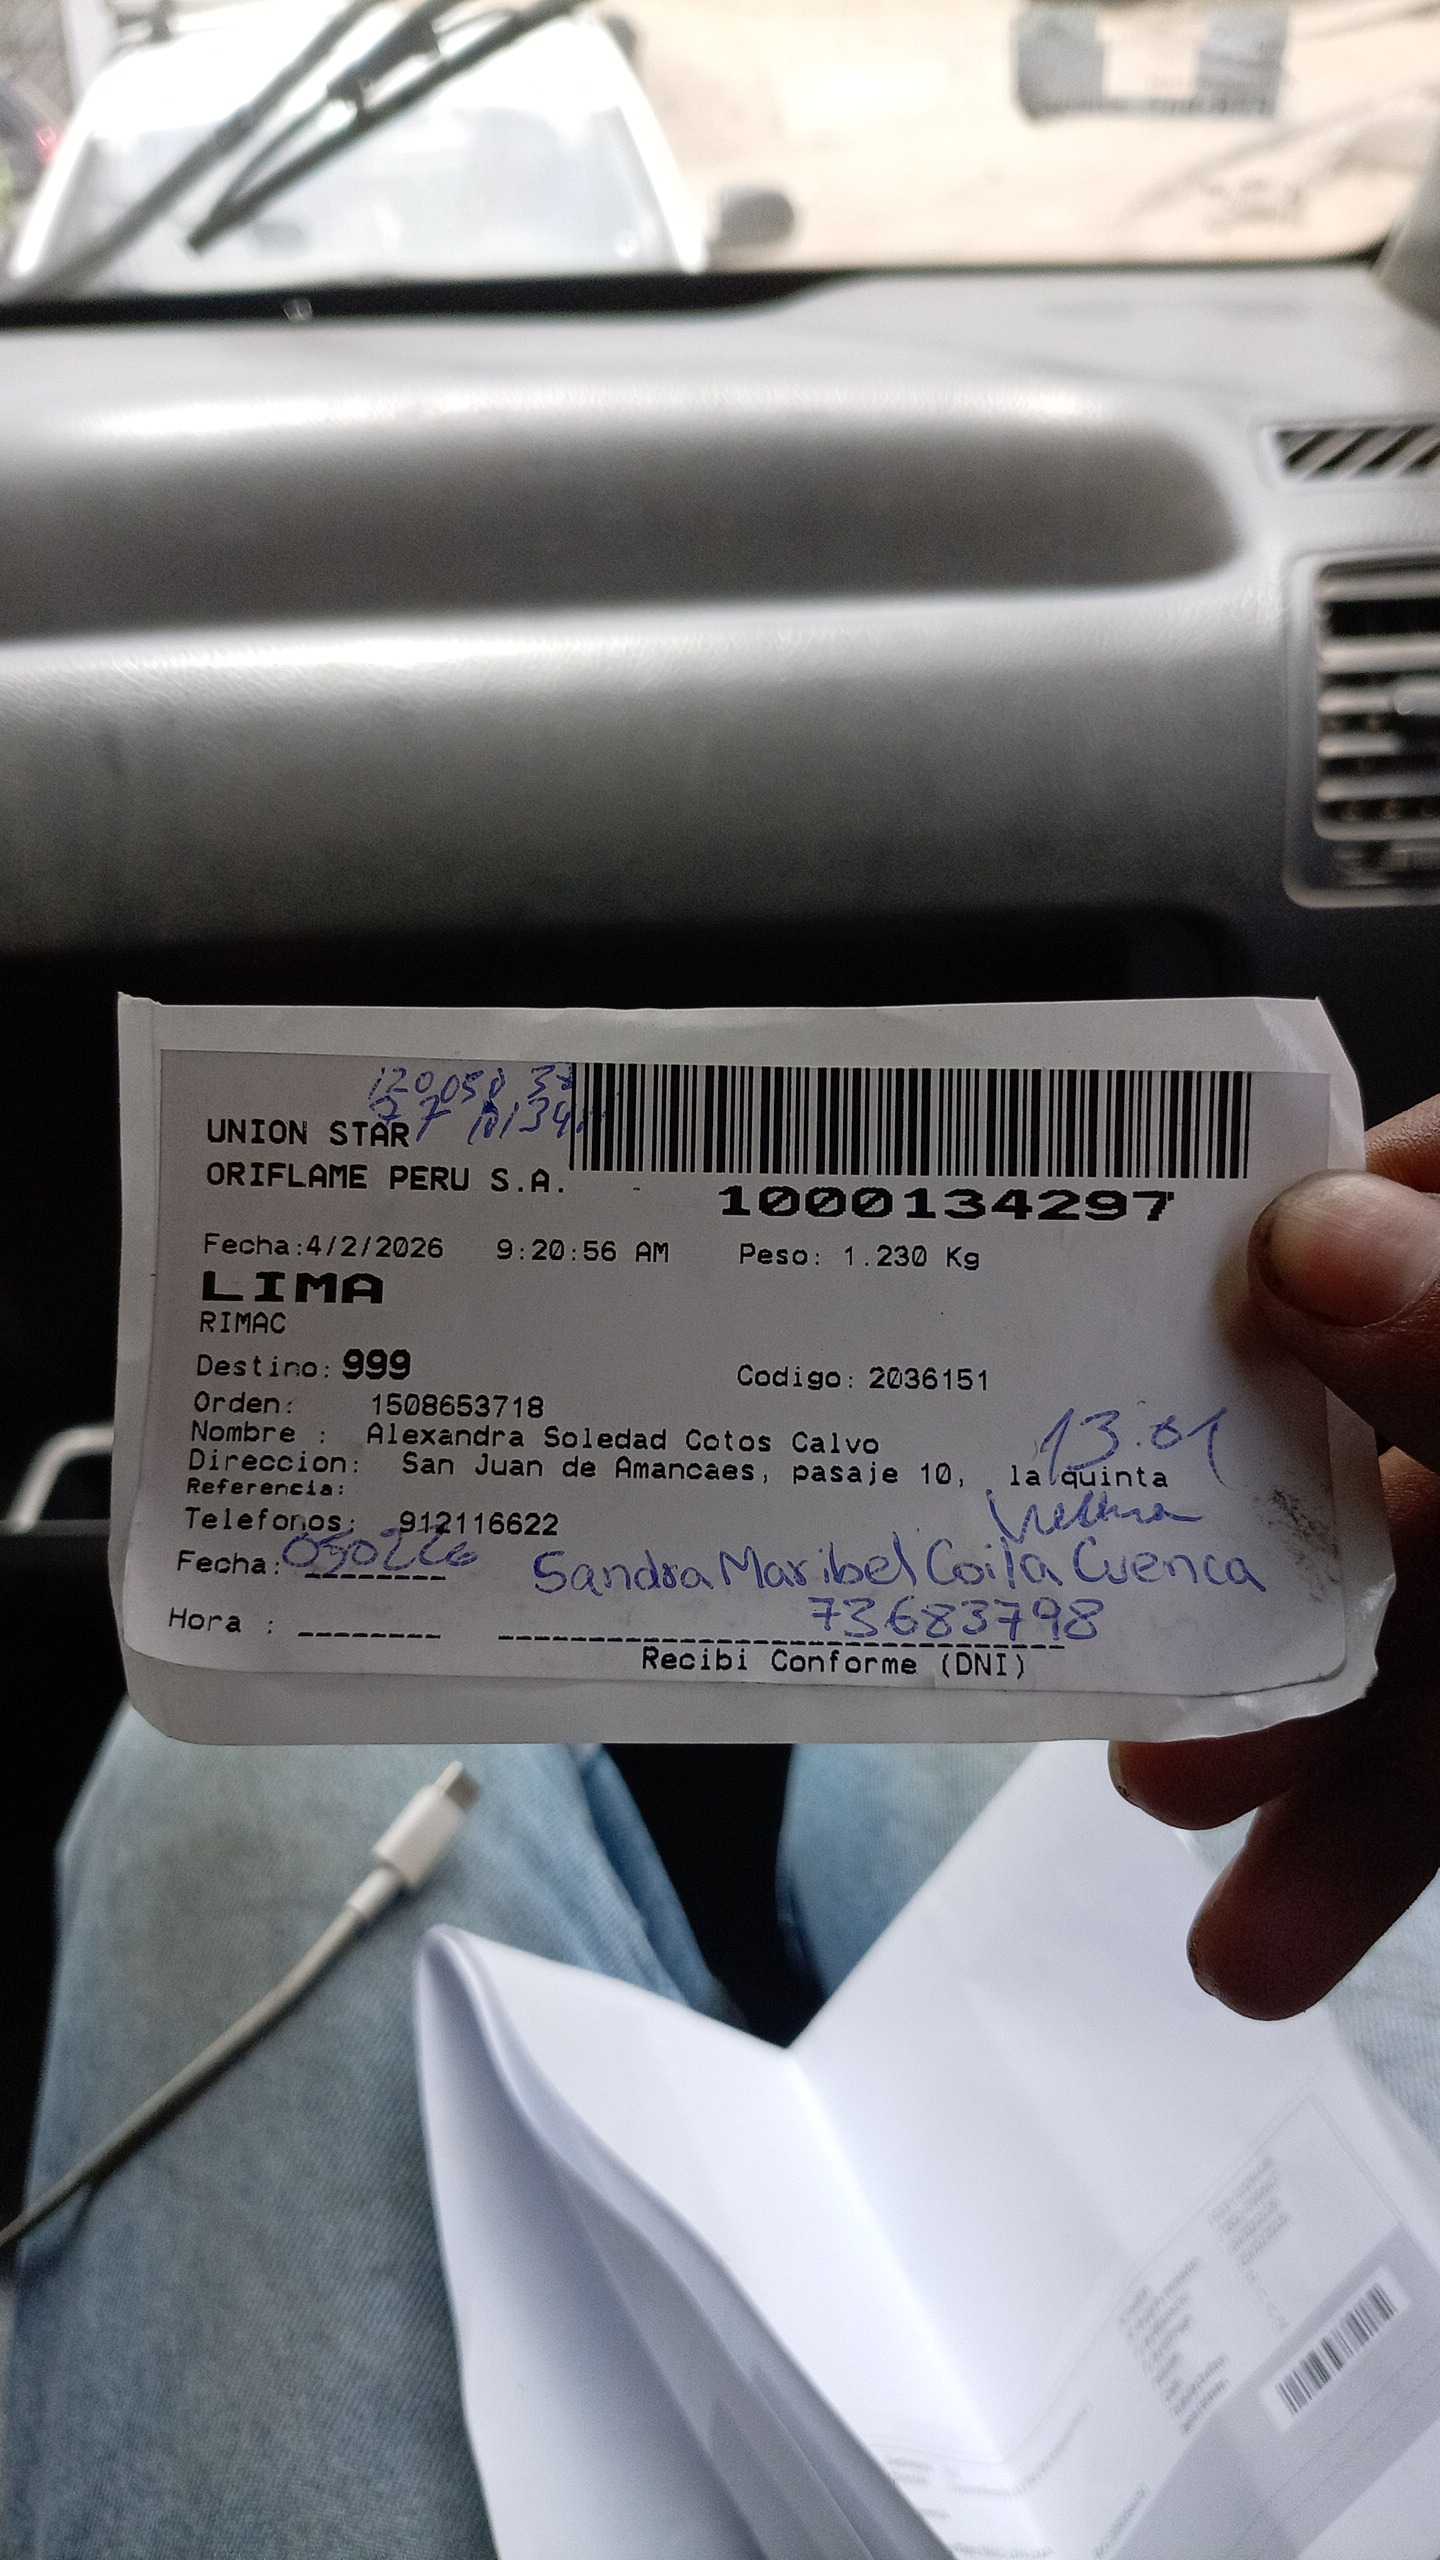 UNION STAR
ORIFLAME PERU S.A.
1000134297
Fecha:4/2/2026 9:20:56 AM Peso: 1.230 Kg
LIMA
RIMAC
Destino: 999 Codigo: 2036151
Orden: 1508653718
Nombre : Alexandra Soledad Cotos Calvo
13:01
Direccion: San Juan de Amancaes, pasaje 10, la quinta
Referencia:
Telefonos: 912116622
Fecha: 050226 Sandra Maribel Coila Cuenca
73683798
Hora :
Recibi Conforme (DNI)